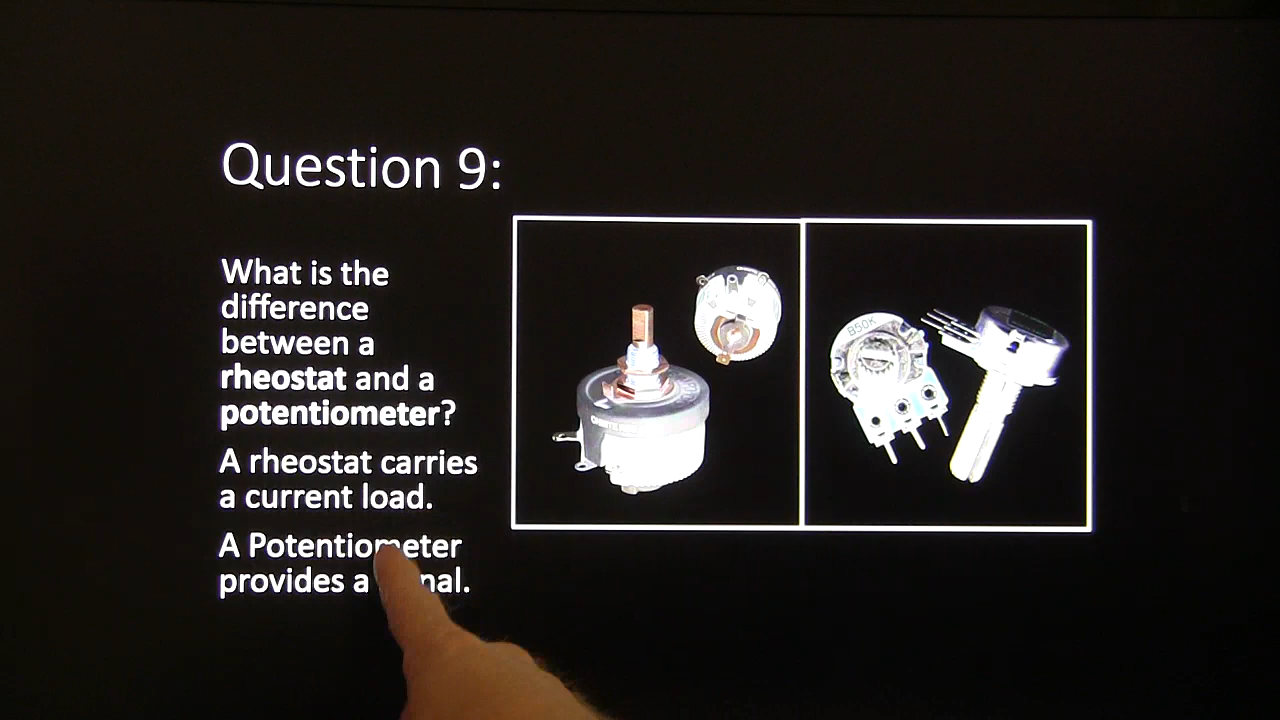 Question 9:
What is the
difference
between a
rheostat and a
potentiometer?
A rheostat carries
a current load.
A Potentiometer
provides a
B50K